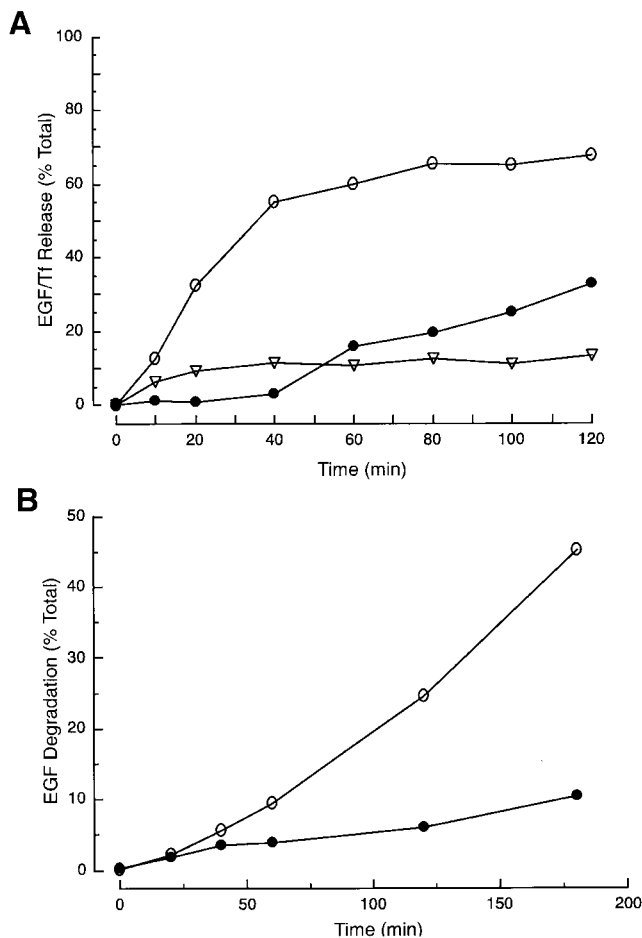 A
100
80
60
40
20
0
EGF/Tf Release (% Total)
0 20 40 60 80 100 120
Time (min)
B
50
40
30
20
10
0
EGF Degradation (% Total)
0 50 100 150 200
Time (min)